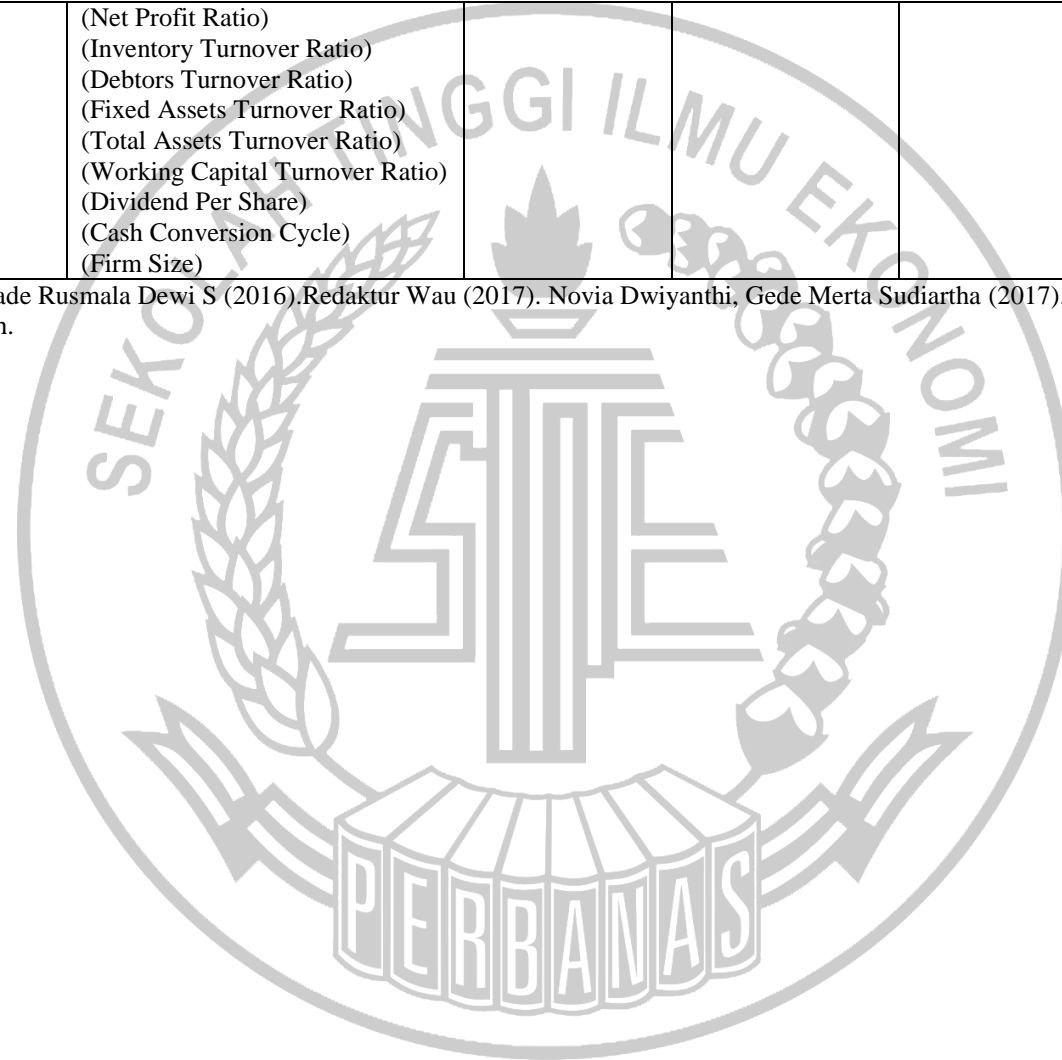 (Net Profit Ratio)
(Inventory Turnover Ratio)
(Debtors Turnover Ratio)
(Fixed Assets Turnover Ratio)
(Total Assets Turnover Ratio)
(Working Capital Turnover Ratio)
(Dividend Per Share)
(Cash Conversion Cycle)
(Firm Size)
ade Rusmala Dewi S (2016).Redaktur Wau (2017). Novia Dwiyanthi, Gede Merta Sudiartha (2017)
n.
SEKOLAH TINGGI ILMU EKONOMI
STIE
PERBANAS